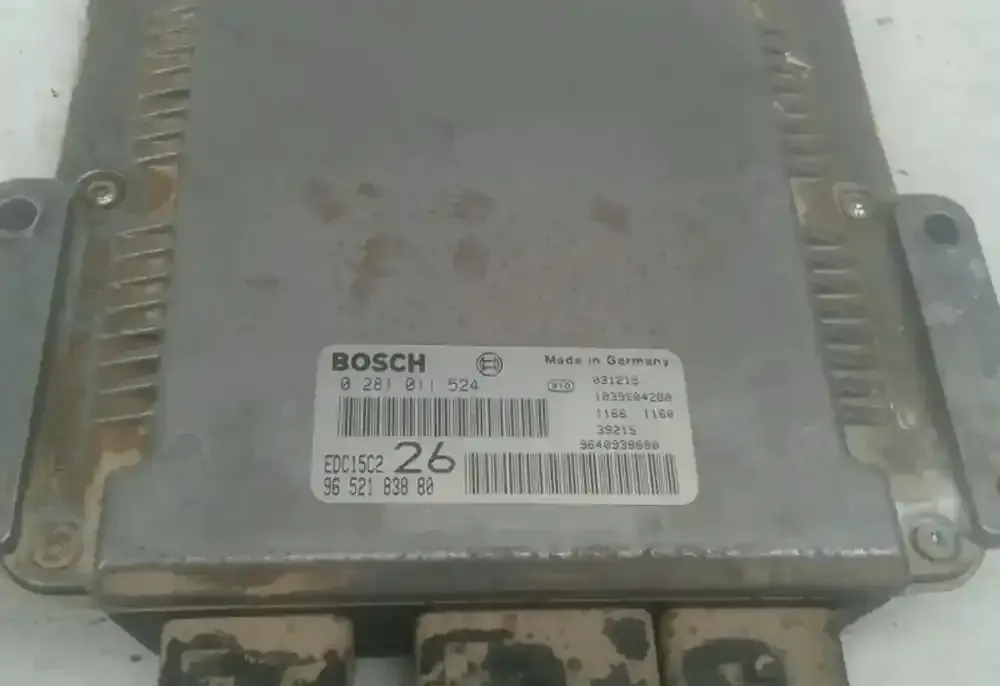 BOSCH
Made in Germany
0 281 011 524
031215
1039S04280
1166 1160
39215
9640939680
EDC15C2 26
96 521 838 80